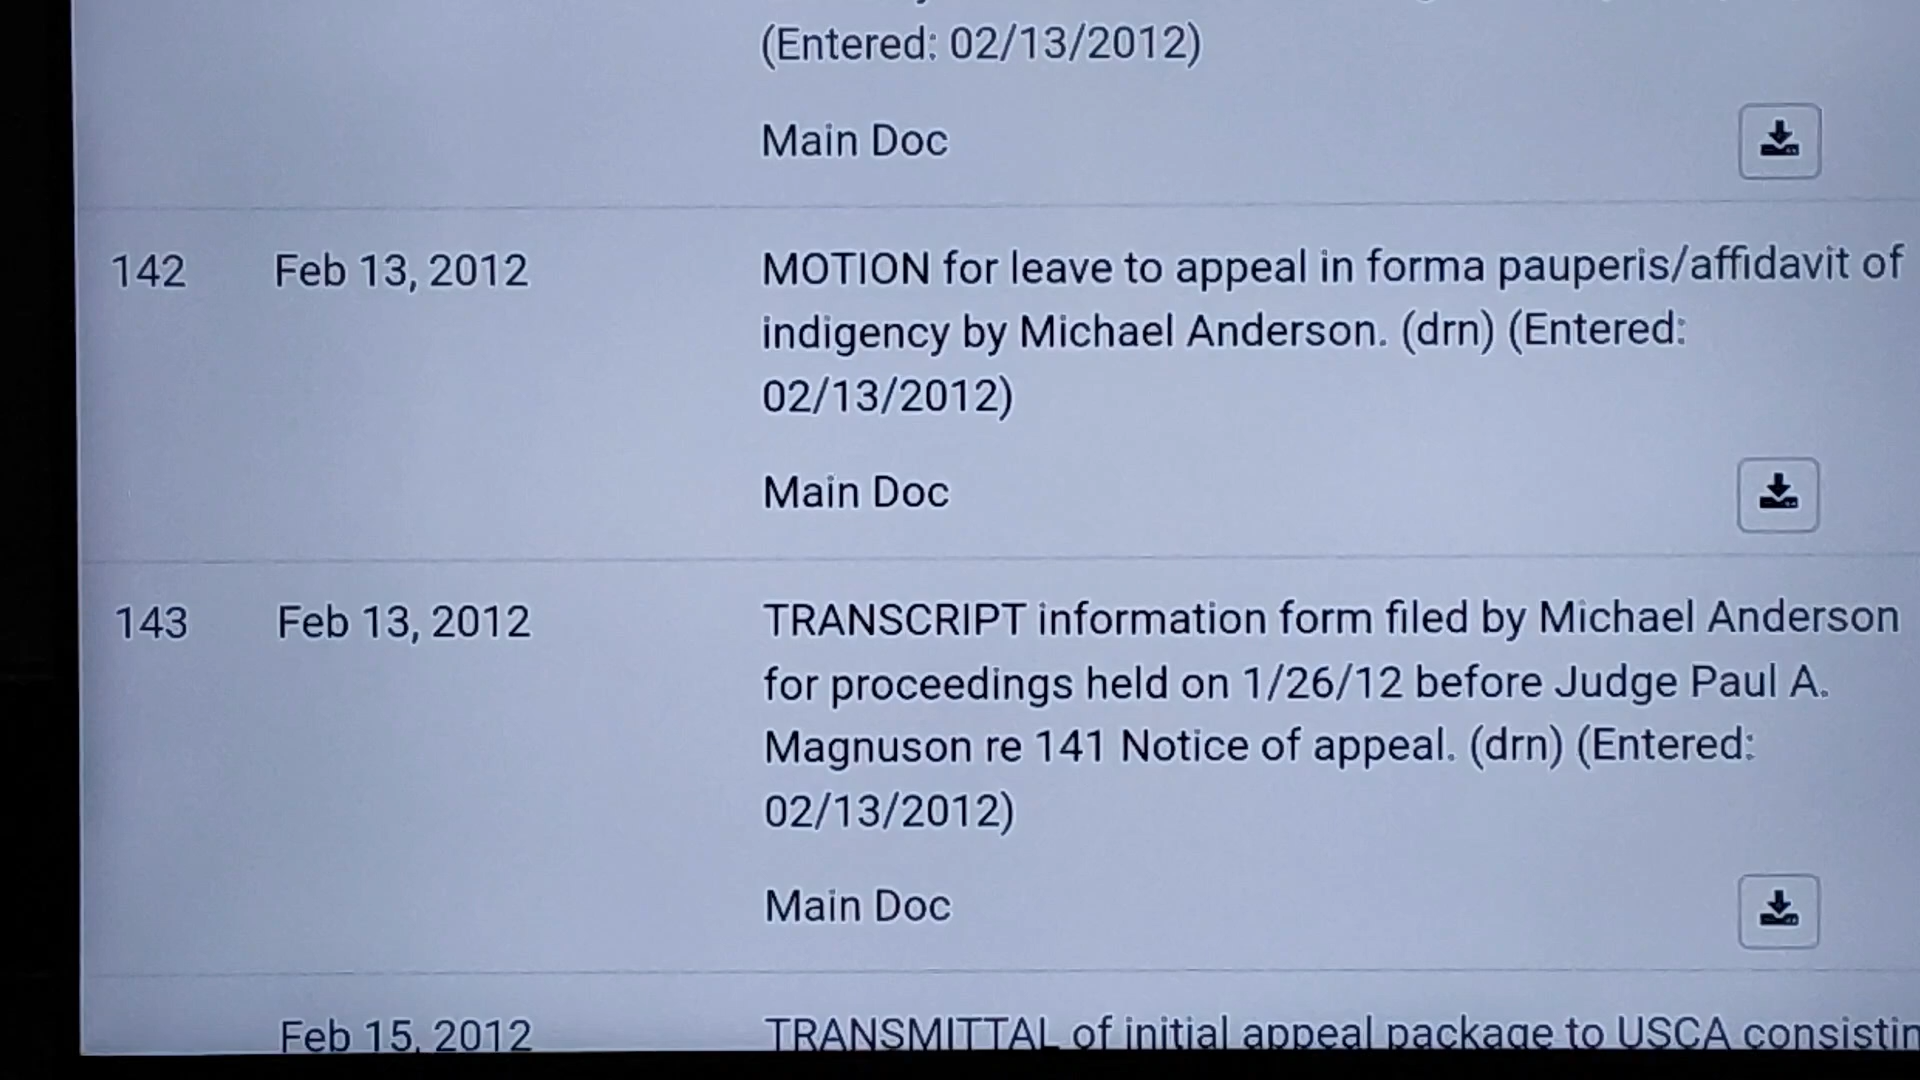 (Entered: 02/13/2012)
Main Doc
142 Feb 13, 2012 MOTION for leave to appeal in forma pauperis/affidavit of
indigency by Michael Anderson. (drn) (Entered:
02/13/2012)
Main Doc
143 Feb 13, 2012 TRANSCRIPT information form filed by Michael Anderson
for proceedings held on 1/26/12 before Judge Paul A.
Magnuson re 141 Notice of appeal. (drn) (Entered:
02/13/2012)
Main Doc
Feb 15, 2012 TRANSMITTAL of initial appeal package to USCA consistin